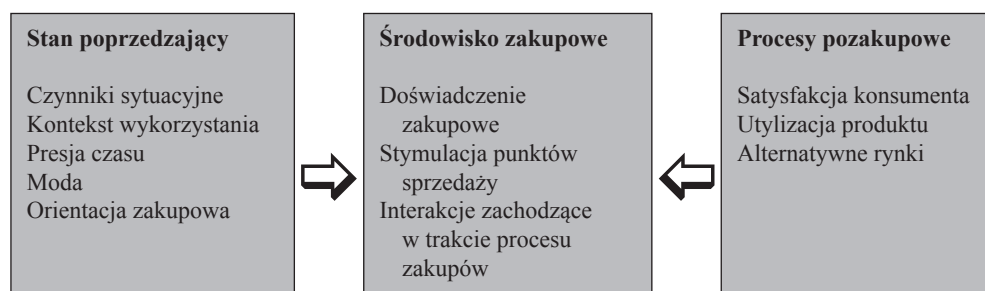 Stan poprzedzający
Czynniki sytuacyjne
Kontekst wykorzystania
Presja czasu
Moda
Orientacja zakupowa
Środowisko zakupowe
Doświadczenie
zakupowe
Stymulacja punktów
sprzedaży
Interakcje zachodzące
w trakcie procesu
zakupów
Procesy pozakupowe
Satysfakcja konsumenta
Utylizacja produktu
Alternatywne rynki